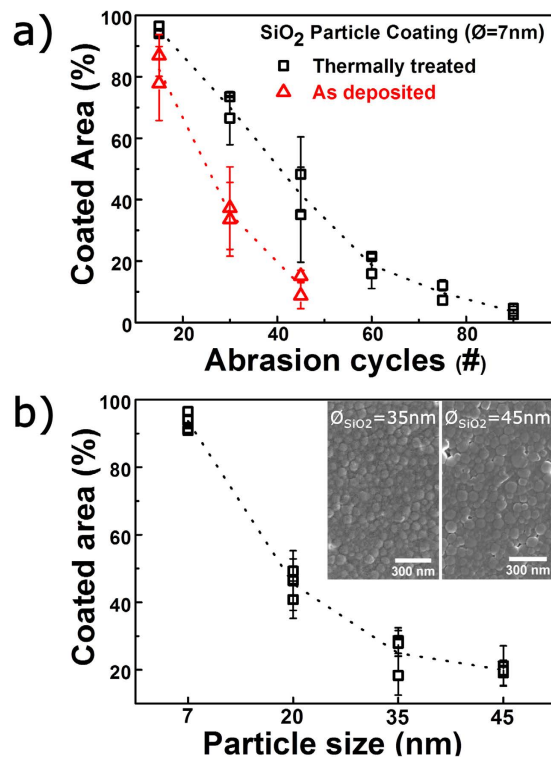 a)
SiO2 Particle Coating (Ø=7nm)
Thermally treated
As deposited
Coated Area (%)
100
80
60
40
20
0
20 40 60 80
Abrasion cycles (#)
b)
ØSiO2=35nm ØSiO2=45nm
300 nm 300 nm
Coated area (%)
100
80
60
40
20
7 20 35 45
Particle size (nm)